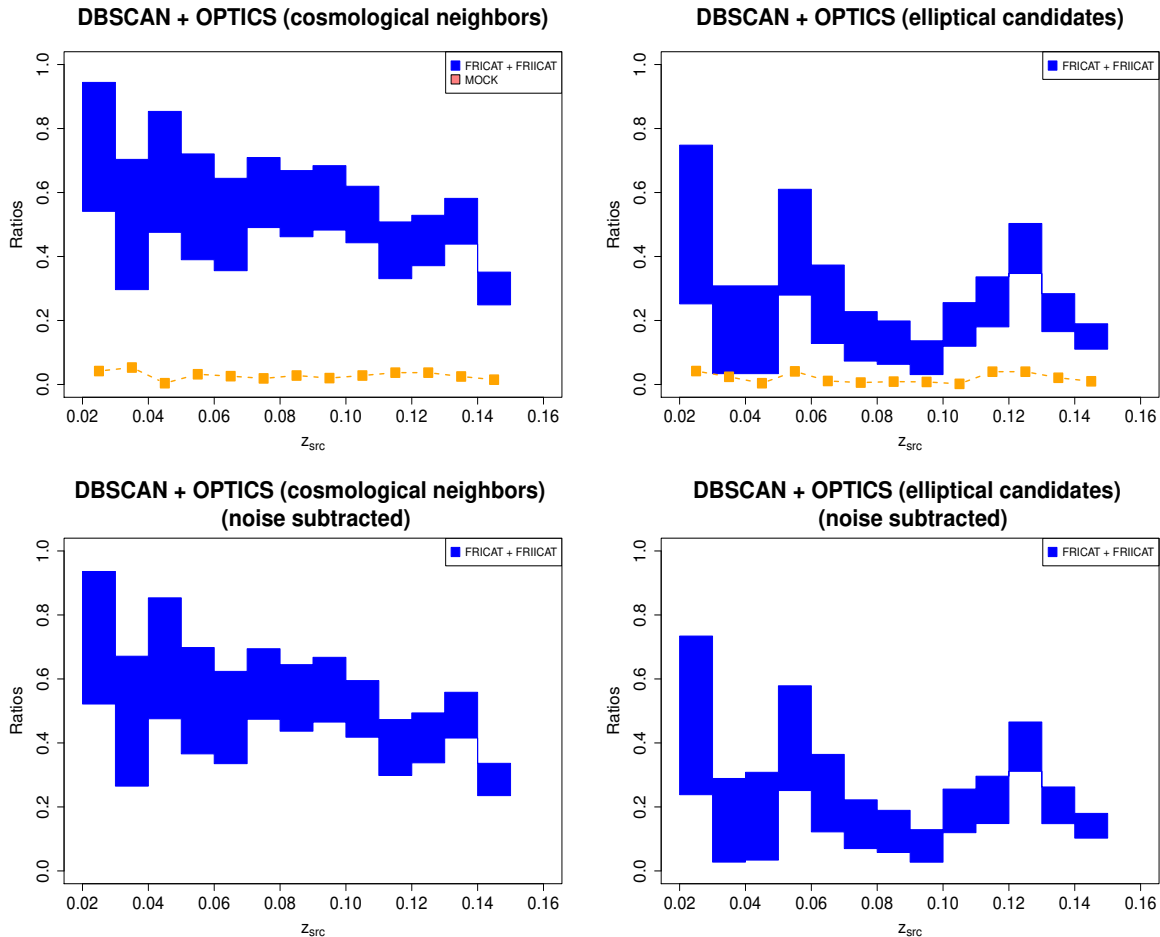 DBSCAN + OPTICS (cosmological neighbors)
FRICAT + FRIICAT
MOCK
Ratios
1.0
0.8
0.6
0.4
0.2
0.0
0.02 0.04 0.06 0.08 0.10 0.12 0.14 0.16
z_src
DBSCAN + OPTICS (elliptical candidates)
FRICAT + FRIICAT
Ratios
1.0
0.8
0.6
0.4
0.2
0.0
0.02 0.04 0.06 0.08 0.10 0.12 0.14 0.16
z_src
DBSCAN + OPTICS (cosmological neighbors)
(noise subtracted)
FRICAT + FRIICAT
Ratios
1.0
0.8
0.6
0.4
0.2
0.0
0.02 0.04 0.06 0.08 0.10 0.12 0.14 0.16
z_src
DBSCAN + OPTICS (elliptical candidates)
(noise subtracted)
FRICAT + FRIICAT
Ratios
1.0
0.8
0.6
0.4
0.2
0.0
0.02 0.04 0.06 0.08 0.10 0.12 0.14 0.16
z_src